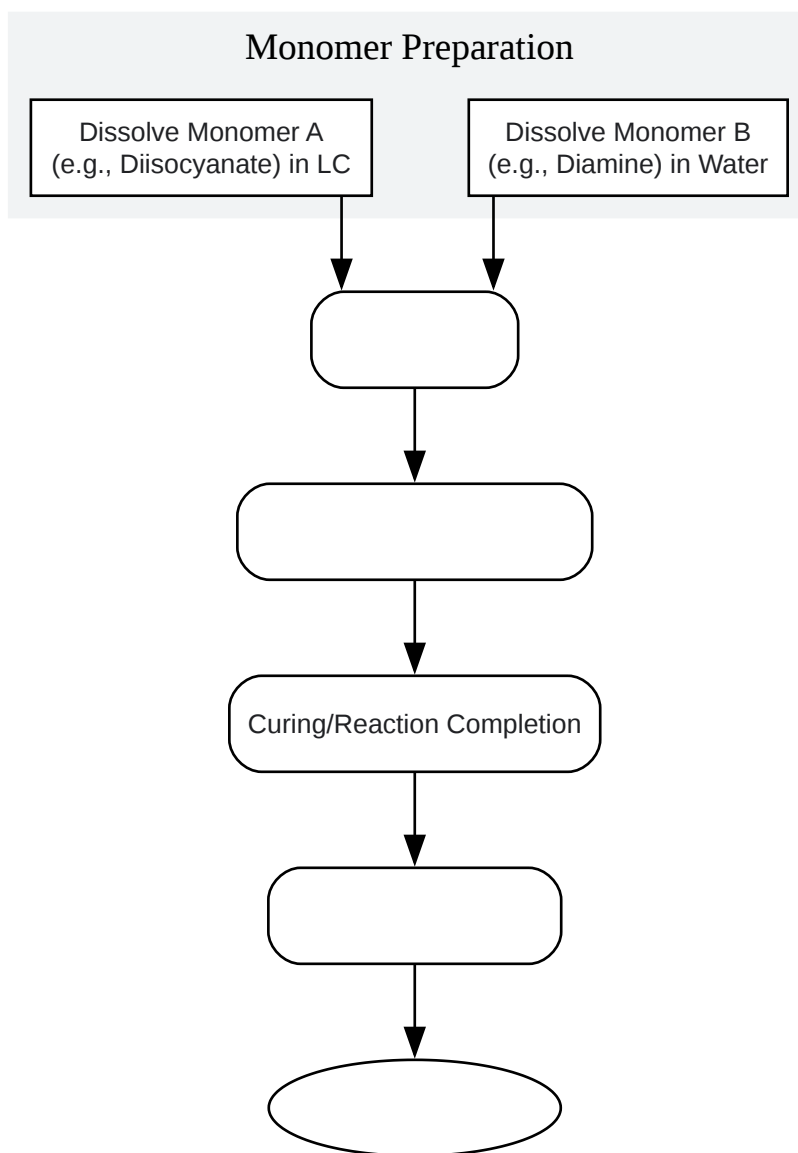 Monomer Preparation
Dissolve Monomer A
(e.g., Diisocyanate) in LC
Dissolve Monomer B
(e.g., Diamine) in Water
Curing/Reaction Completion